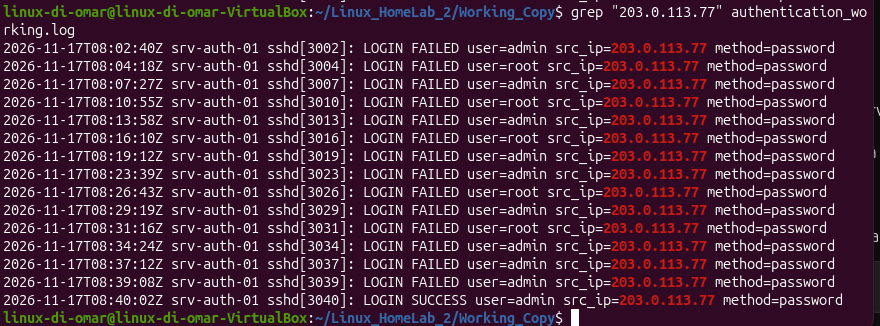 linux-di-omar@linux-di-omar-VirtualBox:~/Linux_HomeLab_2/Working_Copy$ grep "203.0.113.77" authentication_wo
rking.log
2026-11-17T08:02:40Z srv-auth-01 sshd[3002]: LOGIN FAILED user=admin src_ip=203.0.113.77 method=password
2026-11-17T08:04:18Z srv-auth-01 sshd[3004]: LOGIN FAILED user=root src_ip=203.0.113.77 method=password
2026-11-17T08:07:27Z srv-auth-01 sshd[3007]: LOGIN FAILED user=admin src_ip=203.0.113.77 method=password
2026-11-17T08:10:55Z srv-auth-01 sshd[3010]: LOGIN FAILED user=root src_ip=203.0.113.77 method=password
2026-11-17T08:13:58Z srv-auth-01 sshd[3013]: LOGIN FAILED user=admin src_ip=203.0.113.77 method=password
2026-11-17T08:16:10Z srv-auth-01 sshd[3016]: LOGIN FAILED user=root src_ip=203.0.113.77 method=password
2026-11-17T08:19:12Z srv-auth-01 sshd[3019]: LOGIN FAILED user=admin src_ip=203.0.113.77 method=password
2026-11-17T08:23:39Z srv-auth-01 sshd[3023]: LOGIN FAILED user=admin src_ip=203.0.113.77 method=password
2026-11-17T08:26:43Z srv-auth-01 sshd[3026]: LOGIN FAILED user=root src_ip=203.0.113.77 method=password
2026-11-17T08:29:19Z srv-auth-01 sshd[3029]: LOGIN FAILED user=admin src_ip=203.0.113.77 method=password
2026-11-17T08:31:16Z srv-auth-01 sshd[3031]: LOGIN FAILED user=root src_ip=203.0.113.77 method=password
2026-11-17T08:34:24Z srv-auth-01 sshd[3034]: LOGIN FAILED user=admin src_ip=203.0.113.77 method=password
2026-11-17T08:37:12Z srv-auth-01 sshd[3037]: LOGIN FAILED user=admin src_ip=203.0.113.77 method=password
2026-11-17T08:39:08Z srv-auth-01 sshd[3039]: LOGIN FAILED user=admin src_ip=203.0.113.77 method=password
2026-11-17T08:40:02Z srv-auth-01 sshd[3040]: LOGIN SUCCESS user=admin src_ip=203.0.113.77 method=password
linux-di-omar@linux-di-omar-VirtualBox:~/Linux_HomeLab_2/Working_Copy$